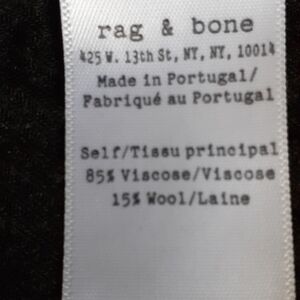 rag & bone
425 W. 13th St, NY, NY, 10014
Made in Portugal/
Fabriqué au Portugal
Self/Tissu principal
85% Viscose/Viscose
15% Wool/Laine